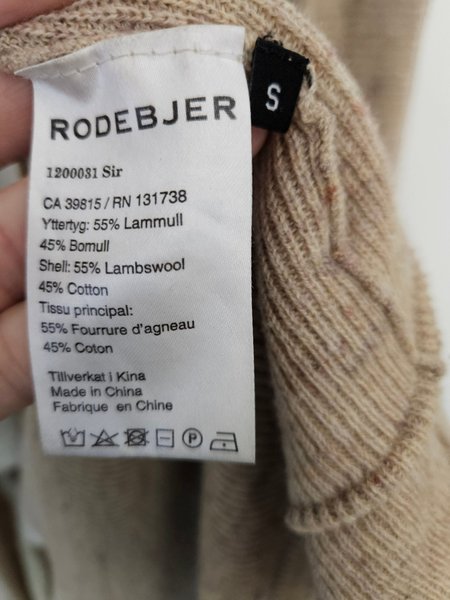 RODEBJER
S
1200031 Sir
CA 39815 / RN 131738
Yttertyg: 55% Lammull
45% Bomull
Shell: 55% Lambswool
45% Cotton
Tissu principal:
55% Fourrure d'agneau
45% Coton
Tillverkat i Kina
Made in China
Fabrique en Chine
P